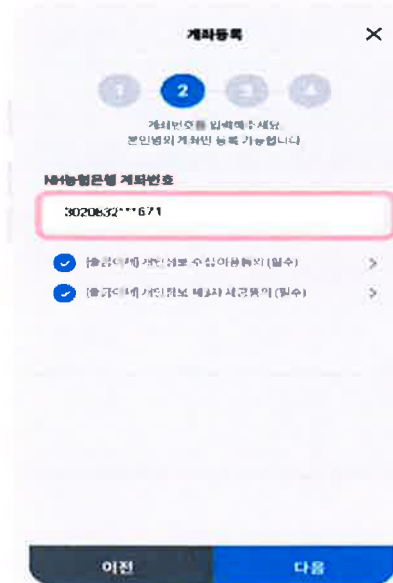 계좌등록
1 2 3 4
계좌번호를 입력해주세요.
본인명의 계좌만 등록 가능합니다
NH농협은행 계좌번호
3020832***671
[출금이체] 개인정보 수집이용동의 (필수)
[출금이체] 개인정보 제3자 제공동의 (필수)
이전
다음